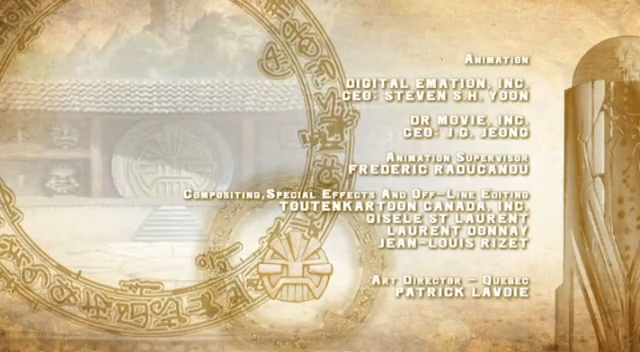 ANIMATION
DIGITAL EMATION, INC.
CEO: STEVEN S.H. YOON
DR MOVIE, INC.
CEO: J.G. JEONG
ANIMATION SUPERVISOR
FREDERIC RADUCANOU
COMPOSITING, SPECIAL EFFECTS AND OFF-LINE EDITING
TOUTENKARTOON CANADA, INC.
GISELE ST LAURENT
LAURENT DONNAY
JEAN-LOUIS RIZET
ART DIRECTOR - QUEBEC
PATRICK LAVOIE